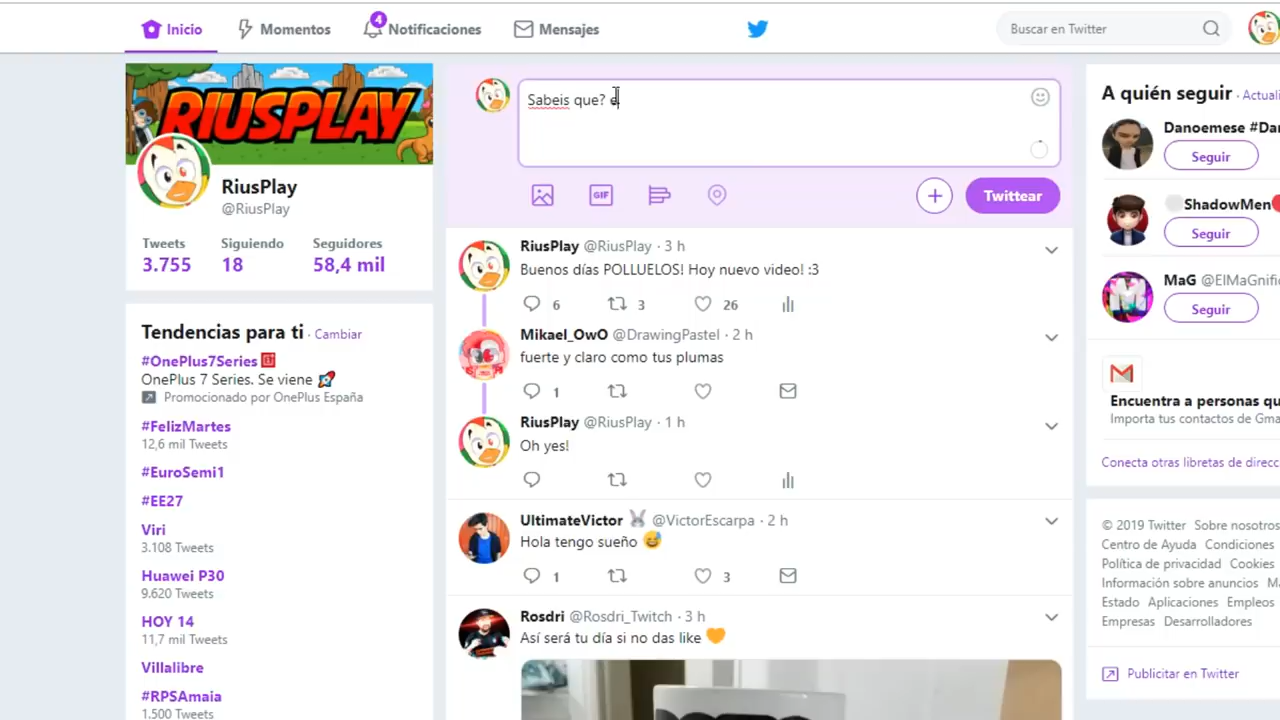 Inicio
Momentos
4
Notificaciones
Mensajes
Buscar en Twitter
RIUSPLAY
RiusPlay
@RiusPlay
Tweets Siguiendo Seguidores
3.755 18 58,4 mil
Tendencias para ti · Cambiar
#OnePlus7Series
OnePlus 7 Series. Se viene 🚀
Promocionado por OnePlus España
#FelizMartes
12,6 mil Tweets
#EuroSemi1
#EE27
Viri
3.108 Tweets
Huawei P30
9.620 Tweets
HOY 14
11,7 mil Tweets
Villalibre
#RPSAmaia
1.500 Tweets
Sabeis que?
GIF
Twittear
RiusPlay @RiusPlay · 3 h
Buenos días POLLUELOS! Hoy nuevo video! :3
6 3 26
Mikael_OwO @DrawingPastel · 2 h
fuerte y claro como tus plumas
1
RiusPlay @RiusPlay · 1 h
Oh yes!
UltimateVictor 🐰 @VictorEscarpa · 2 h
Hola tengo sueño 😅
1 3
Rosdri @Rosdri_Twitch · 3 h
Así será tu día si no das like 🧡
A quién seguir · Actuali
Danoemese #Da
Seguir
ShadowMen
Seguir
MaG @ElMaGnific
Seguir
Encuentra a personas qu
Importa tus contactos de Gma
Conecta otras libretas de direcc
© 2019 Twitter Sobre nosotros
Centro de Ayuda Condiciones
Política de privacidad Cookies
Información sobre anuncios Ma
Estado Aplicaciones Empleos
Empresas Desarrolladores
Publicitar en Twitter